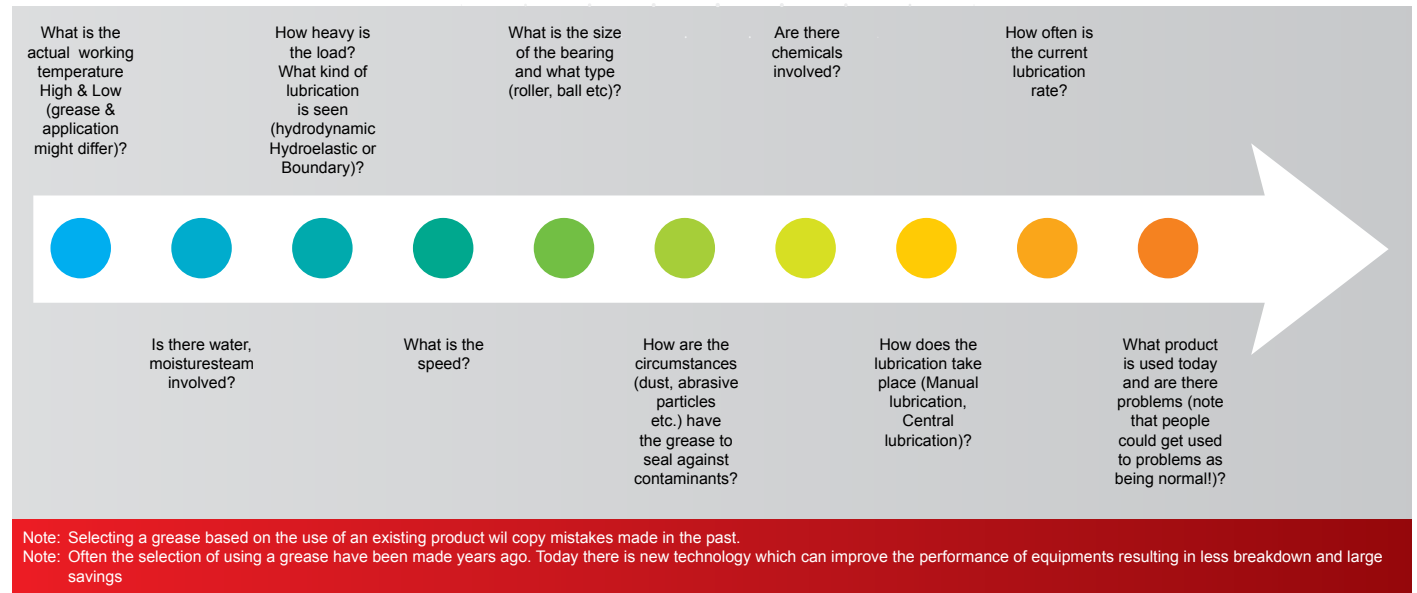 What is the
actual  working
temperature
High & Low
(grease &
application
might differ)?
How heavy is
the load?
What kind of
lubrication
is seen
(hydrodynamic
Hydroelastic or
Boundary)?
What is the size
of the bearing
and what type
(roller, ball etc)?
Are there
chemicals
involved?
How often is
the current
lubrication
rate?
Is there water,
moisturesteam
involved?
What is the
speed?
How are the
circumstances
(dust, abrasive
particles
etc.) have
the grease to
seal against
contaminants?
How does the
lubrication take
place (Manual
lubrication,
Central
lubrication)?
What product
is used today
and are there
problems (note
that people
could get used
to problems as
being normal!)?
Note: Selecting a grease based on the use of an existing product wil copy mistakes made in the past.
Note: Often the selection of using a grease have been made years ago. Today there is new technology which can improve the performance of equipments resulting in less breakdown and large
savings